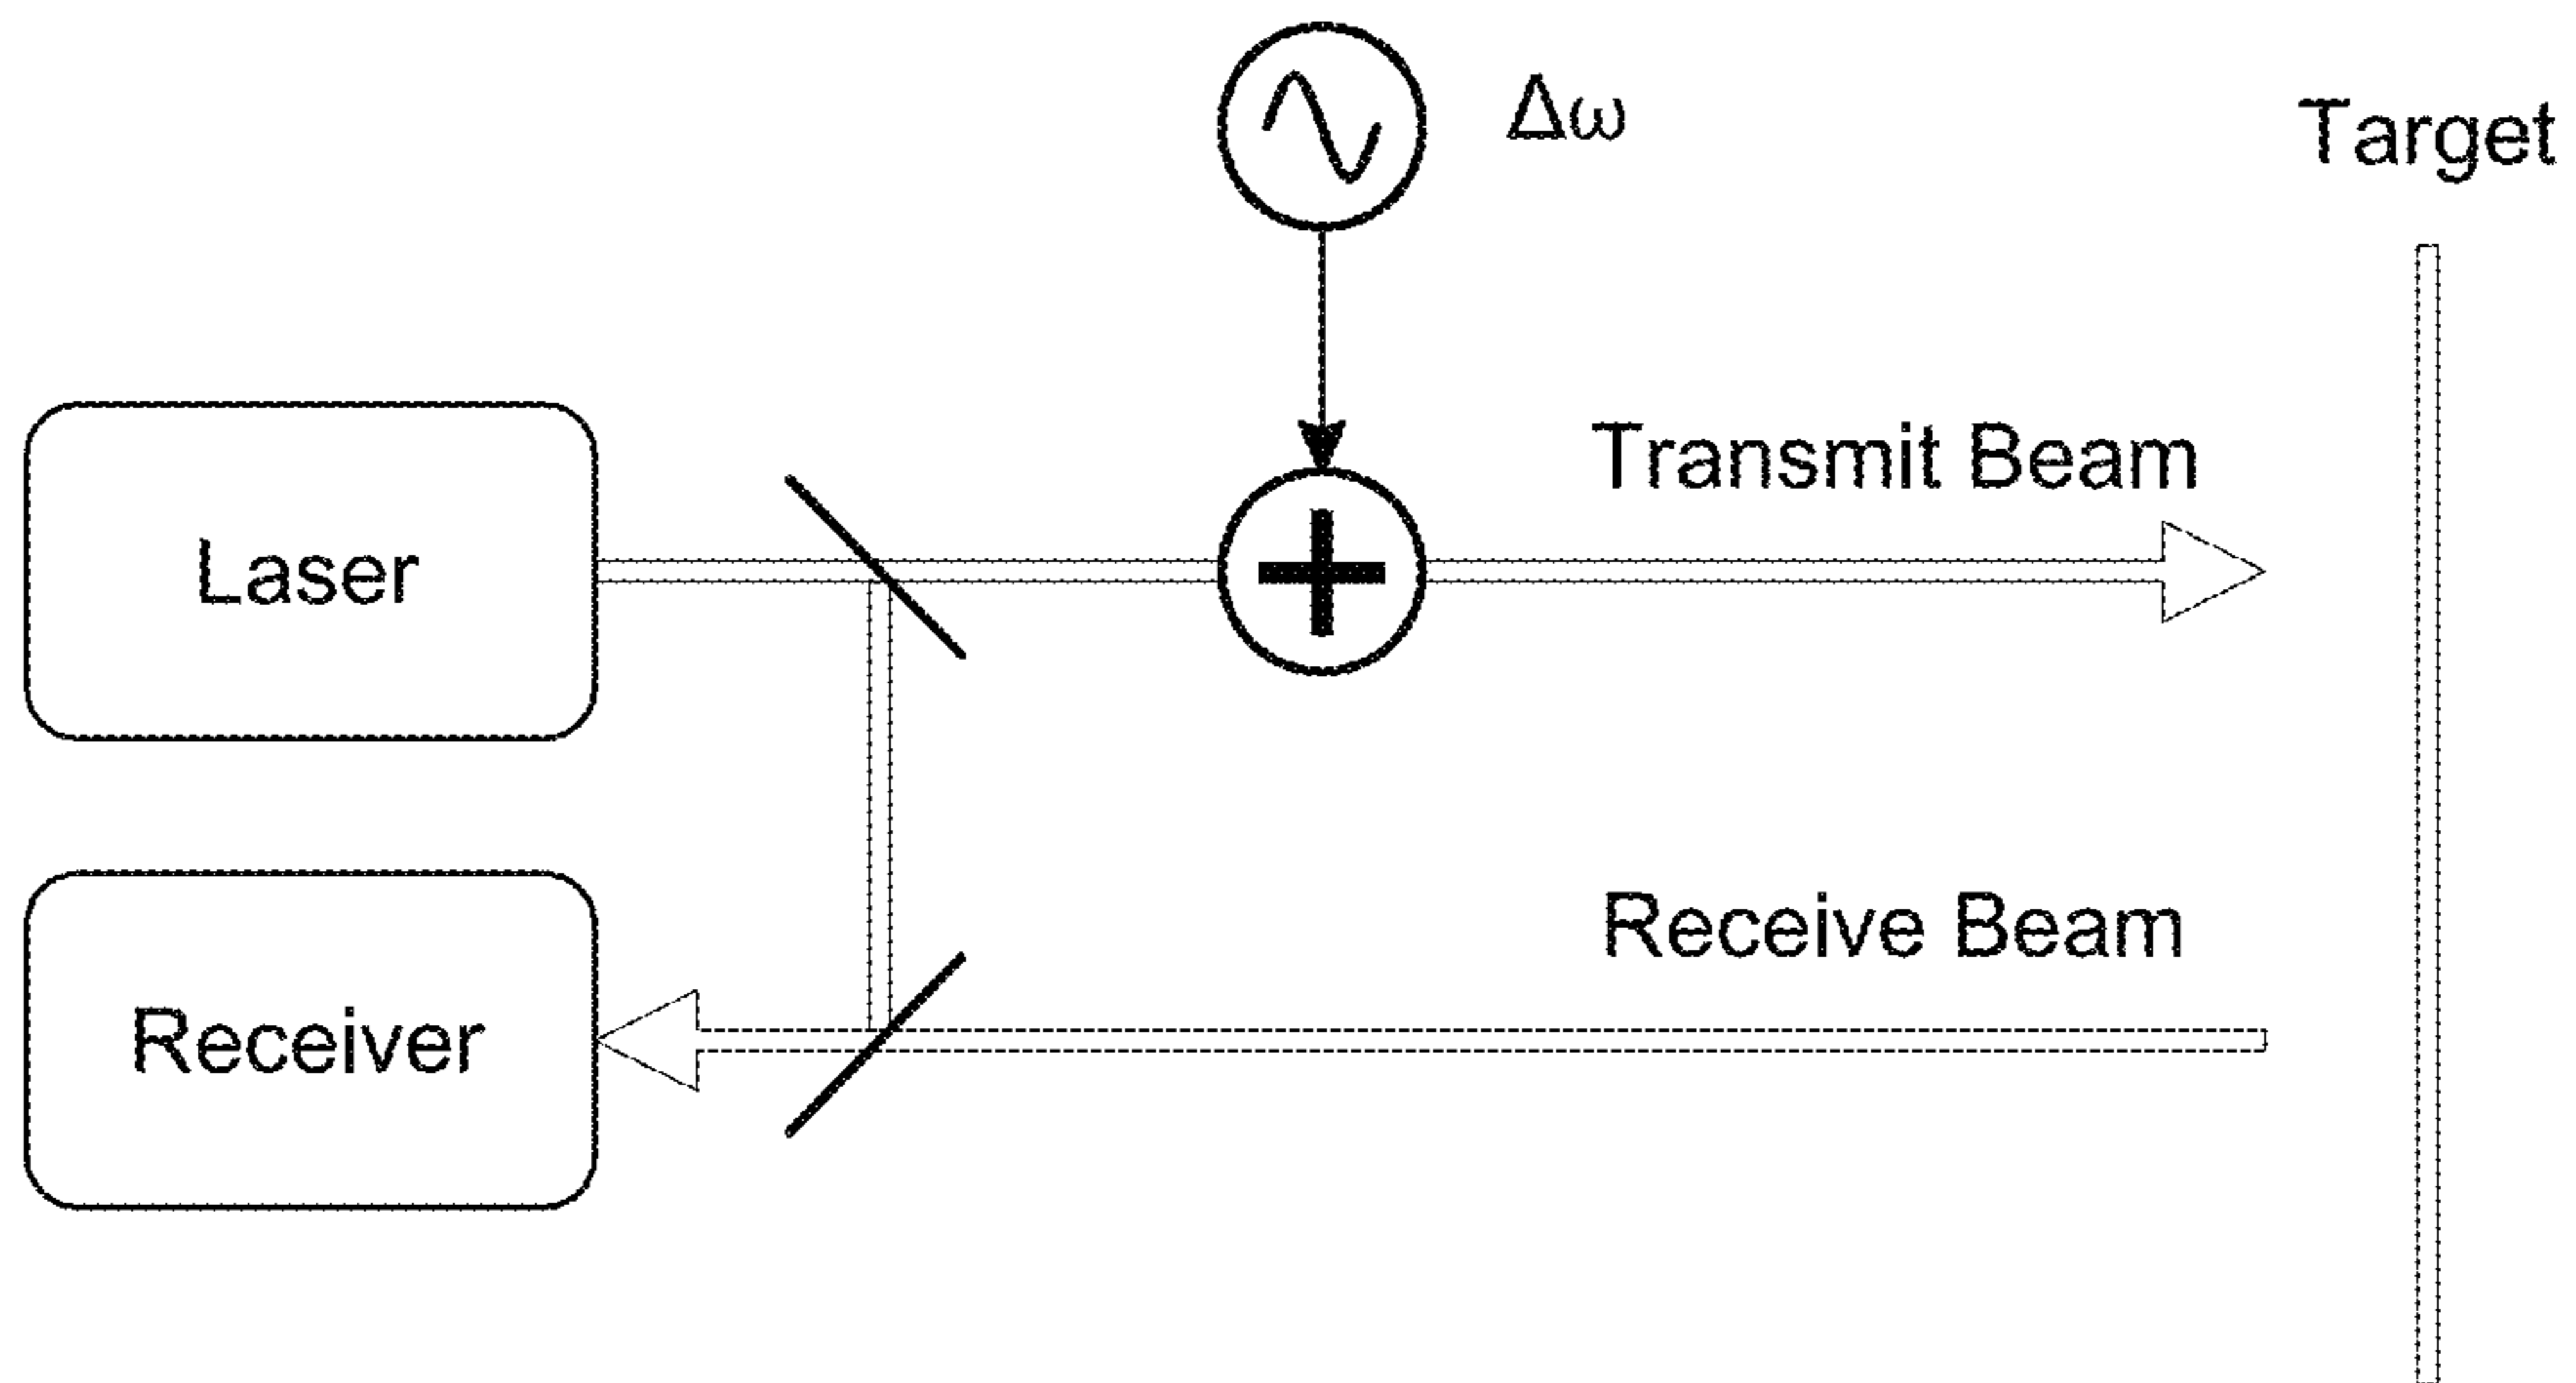 Δω
Target
Transmit Beam
Laser
Receive Beam
Receiver